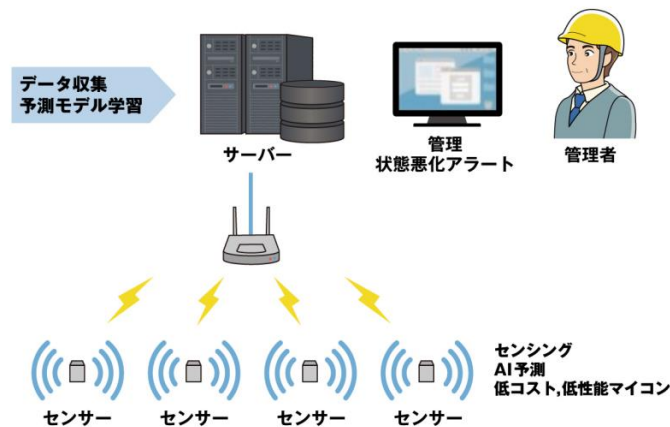 データ収集
予測モデル学習
サーバー
管理
状態悪化アラート
管理者
センシング
AI予測
低コスト,低性能マイコン
センサー
センサー
センサー
センサー